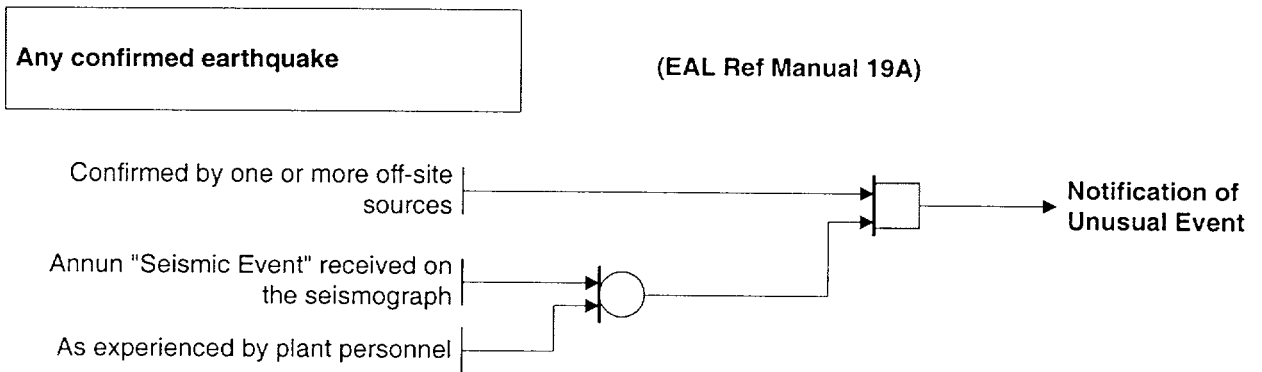 Any confirmed earthquake
(EAL Ref Manual 19A)
Confirmed by one or more off-site
sources
Notification of
Unusual Event
Annun "Seismic Event" received on
the seismograph
As experienced by plant personnel